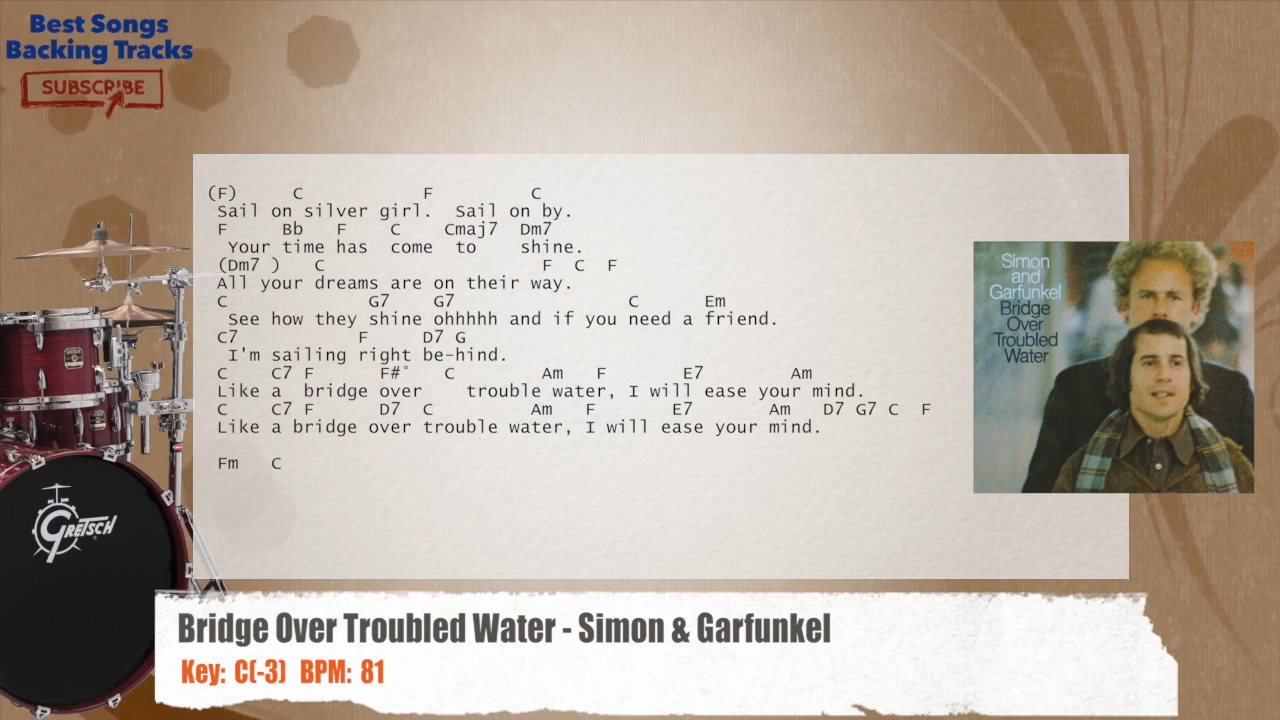 Best Songs
Backing Tracks
SUBSCRIBE
(F) C F C
Sail on silver girl. Sail on by.
F Bb F C Cmaj7 Dm7
Your time has come to shine.
(Dm7 ) C F C F
All your dreams are on their way.
C G7 G7 C Em
See how they shine ohhhhh and if you need a friend.
C7 F D7 G
I'm sailing right be-hind.
C C7 F F#° C Am F E7 Am
Like a bridge over trouble water, I will ease your mind.
C C7 F D7 C Am F E7 Am D7 G7 C F
Like a bridge over trouble water, I will ease your mind.
Fm C
Simon
and
Garfunkel
Bridge
Over
Troubled
Water
GRETSCH
Bridge Over Troubled Water - Simon & Garfunkel
Key: C(-3) BPM: 81